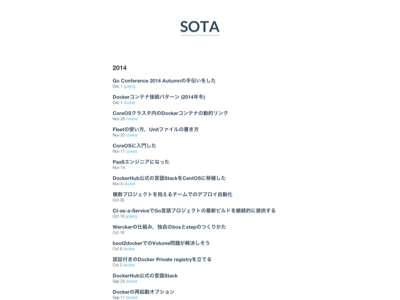 SOTA
2014
Go Conference 2014 Autumnの手伝いをした
Dec 1 golang
Dockerコンテナ接続パターン (2014年冬)
Dec 1 docker
CoreOSクラスタ内のDockerコンテナの動的リンク
Nov 26 coreos
Fleetの使い方、Unitファイルの書き方
Nov 20 coreos
CoreOSに入門した
Nov 17 coreos
PaaSエンジニアになった
Nov 14
DockerHub公式の言語StackをCentOSに移植した
Nov 6 docker
複数プロジェクトを抱えるチームでのデプロイ自動化
Oct 30
CI-as-a-ServiceでGo言語プロジェクトの最新ビルドを継続的に提供する
Oct 16 golang
Werckerの仕組み、独自のboxとstepのつくりかた
Oct 16
boot2dockerでのVolume問題が解決しそう
Oct 8 docker
認証付きのDocker Private registryを立てる
Oct 2 docker
DockerHub公式の言語Stack
Sep 25 docker
Dockerの再起動オプション
Sep 17 docker